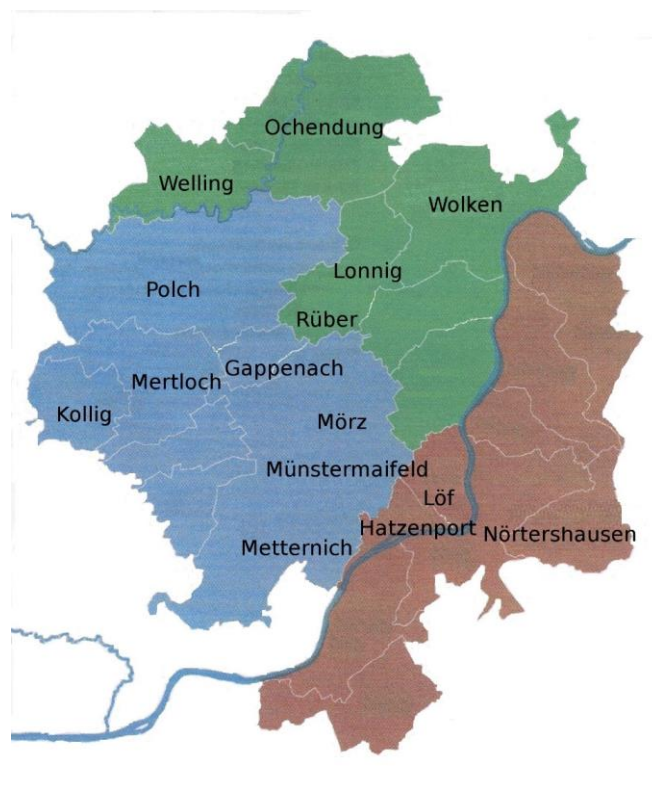 Ochendung
Welling
Wolken
Lonnig
Polch
Rüber
Gappenach
Mertloch
Kollig
Mörz
Münstermaifeld
Löf
Hatzenport
Nörtershausen
Metternich